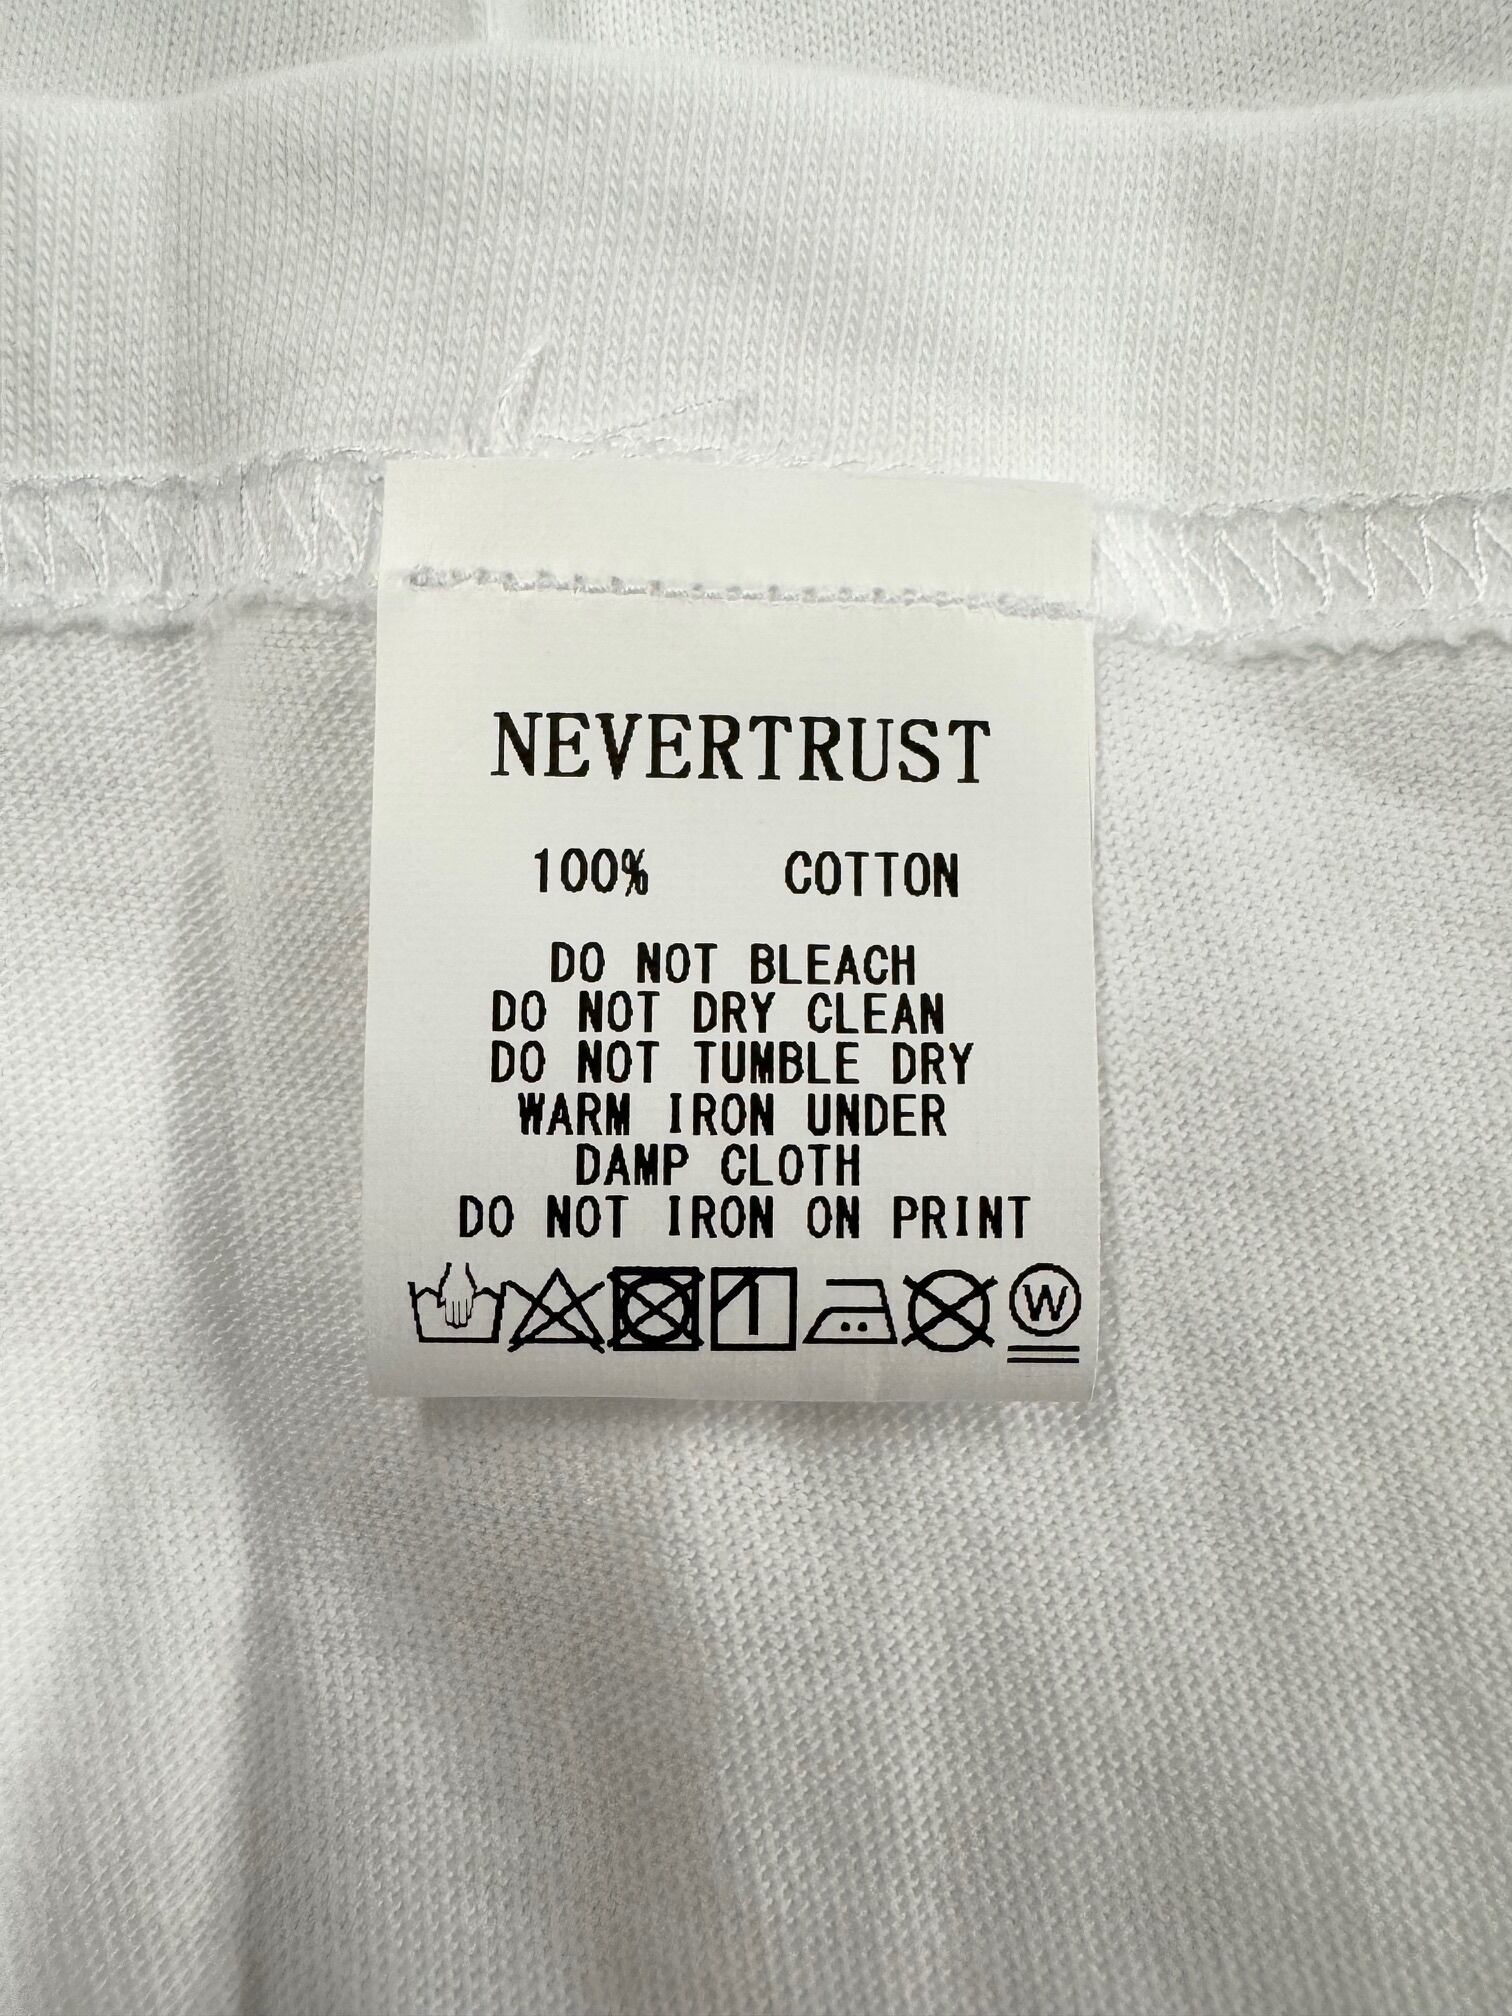 NEVERTRUST
100% COTTON
DO NOT BLEACH
DO NOT DRY CLEAN
DO NOT TUMBLE DRY
WARM IRON UNDER
DAMP CLOTH
DO NOT IRON ON PRINT
W